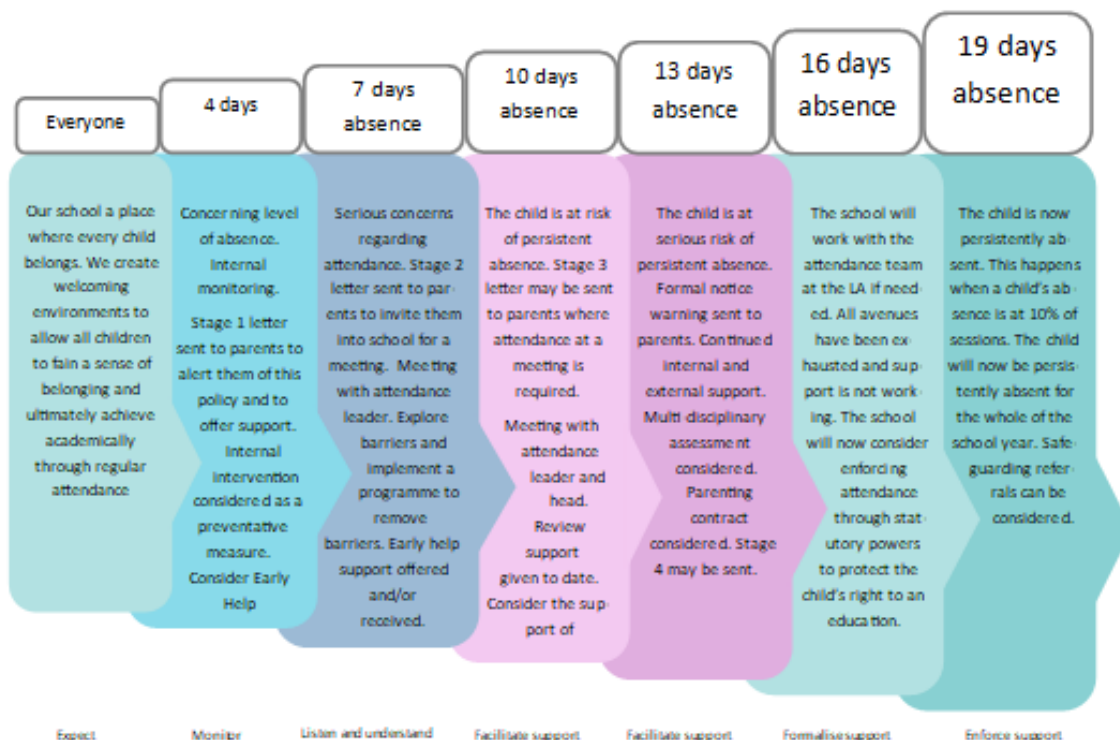 Everyone
4 days
7 days
absence
10 days
absence
13 days
absence
16 days
absence
19 days
absence
Our school a place
where every child
belongs. We create
welcoming
environments to
allow all children
to fain a sense of
belonging and
ultimately achieve
academically
through regular
attendance
Concerning level
of absence.
Internal
monitoring.
Stage 1 letter
sent to parents to
alert them of this
policy and to
offer support.
Internal
intervention
considered as a
preventative
measure.
Consider Early
Help
Serious concerns
regarding
attendance. Stage 2
letter sent to par-
ents to invite them
into school for a
meeting. Meeting
with attendance
leader. Explore
barriers and
implement a
programme to
remove
barriers. Early help
support offered
and/or
received.
The child is at risk
of persistent
absence. Stage 3
letter may be sent
to parents where
attendance at a
meeting is
required.
Meeting with
attendance
leader and
head.
Review
support
given to date.
Consider the sup-
port of
The child is at
serious risk of
persistent absence.
Formal notice
warning sent to
parents. Continued
internal and
external support.
Multi disciplinary
assessment
considered.
Parenting
contract
considered. Stage
4 may be sent.
The school will
work with the
attendance team
at the LA if need-
ed. All avenues
have been ex-
hausted and sup-
port is not work-
ing. The school
will now consider
enforcing
attendance
through stat-
utory powers
to protect the
child's right to an
education.
The child is now
persistently ab-
sent. This happens
when a child's ab-
sence is at 10% of
sessions. The child
will now be persis-
tently absent for
the whole of the
school year. Safe-
guarding refer-
rals can be
considered.
Expect
Monitor
Listen and understand
Facilitate support
Facilitate support
Formalise support
Enforce support